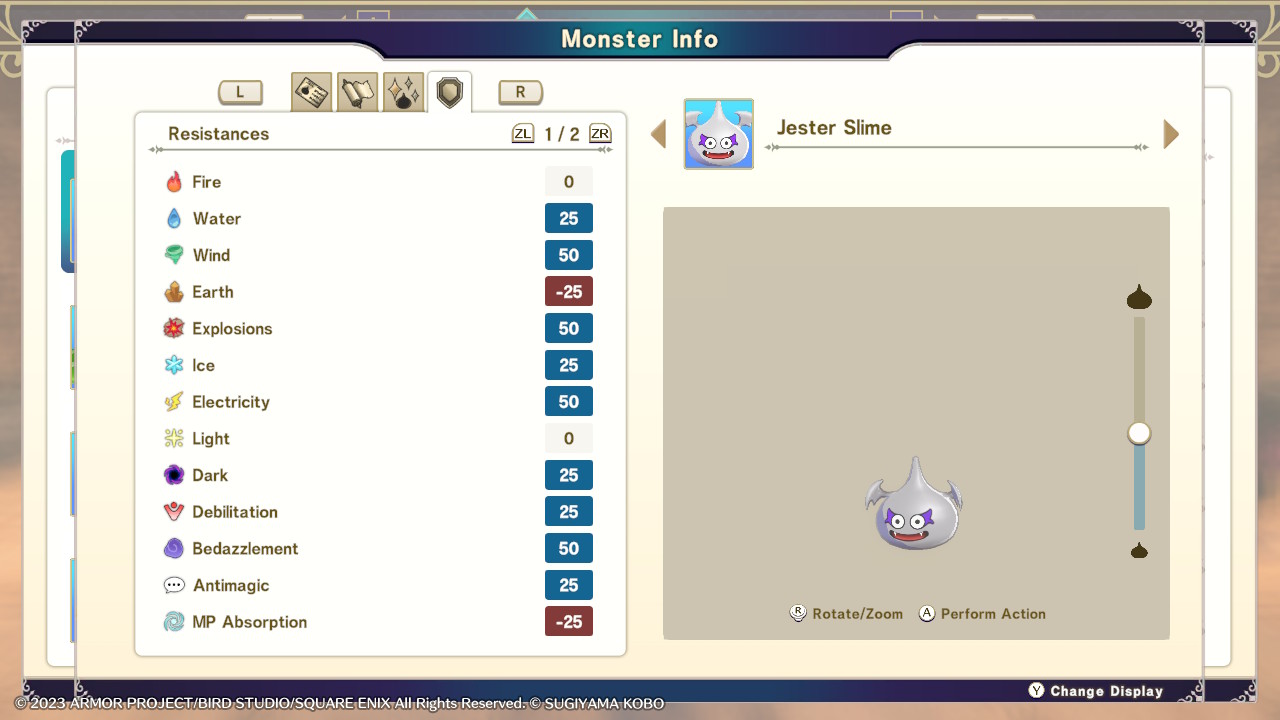 Monster Info
L
R
Resistances
ZL 1 / 2 ZR
Fire 0
Water 25
Wind 50
Earth -25
Explosions 50
Ice 25
Electricity 50
Light 0
Dark 25
Debilitation 25
Bedazzlement 50
Antimagic 25
MP Absorption -25
Jester Slime
R Rotate/Zoom A Perform Action
Y Change Display
© 2023 ARMOR PROJECT/BIRD STUDIO/SQUARE ENIX All Rights Reserved. © SUGIYAMA KOBO